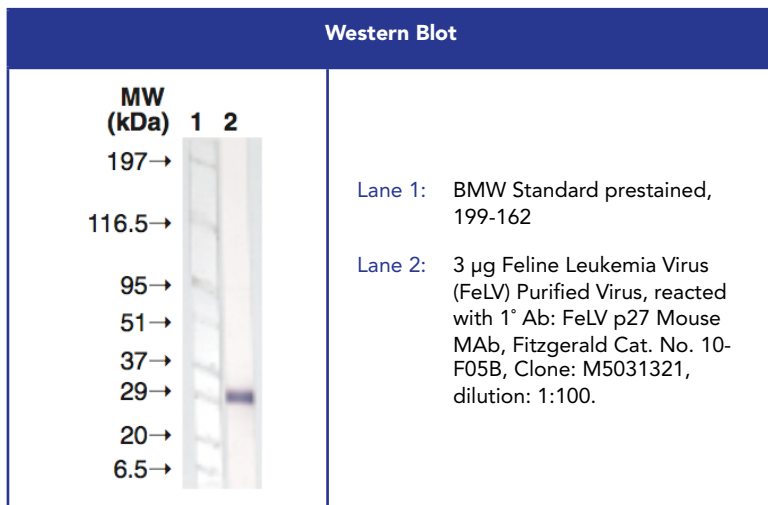 Western Blot
MW
(kDa) 1 2
197→
116.5→
95→
51→
37→
29→
20→
6.5→
Lane 1: BMW Standard prestained,
199-162
Lane 2: 3 µg Feline Leukemia Virus
(FeLV) Purified Virus, reacted
with 1˚ Ab: FeLV p27 Mouse
MAb, Fitzgerald Cat. No. 10-
F05B, Clone: M5031321,
dilution: 1:100.